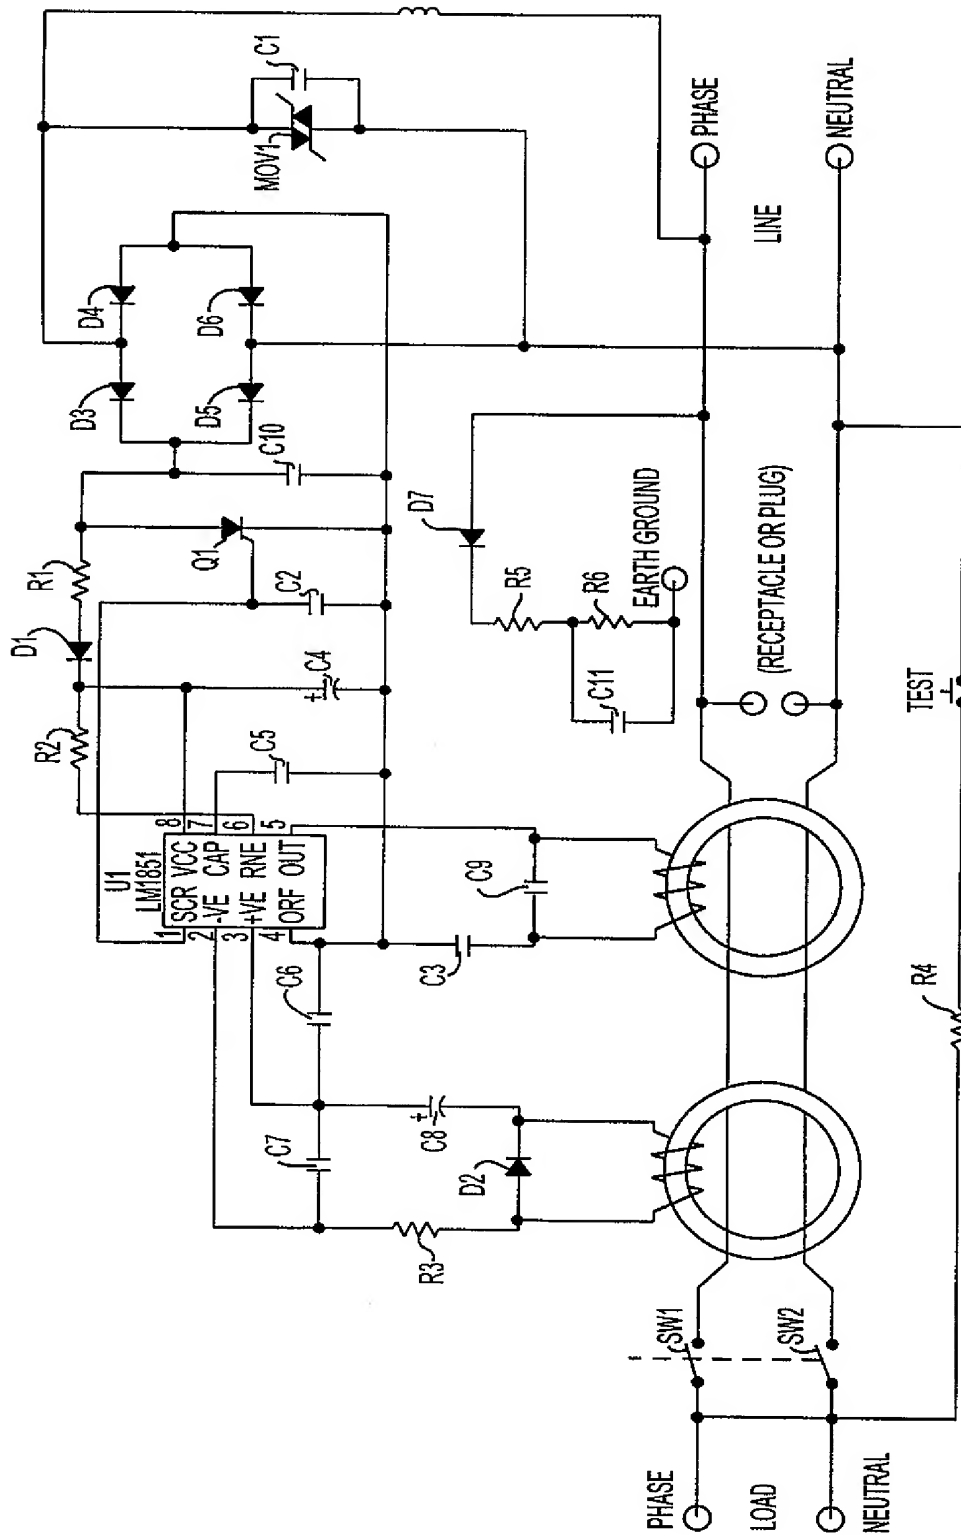 C1
MOV1
D4
D6
D3
D5
C10
Q1
R1
D1
C2
C4
R2
C5
U1
LM1851
1 SCR VCC 8
2 -VE CAP 7
3 +VE RNE 6
4 ORF OUT 5
C6
C7
C3
C9
C8
D2
R3
D7
R5
R6
C11
EARTH GROUND
PHASE
LINE
NEUTRAL
(RECEPTACLE OR PLUG)
TEST
R4
SW1
SW2
PHASE
LOAD
NEUTRAL
+
+